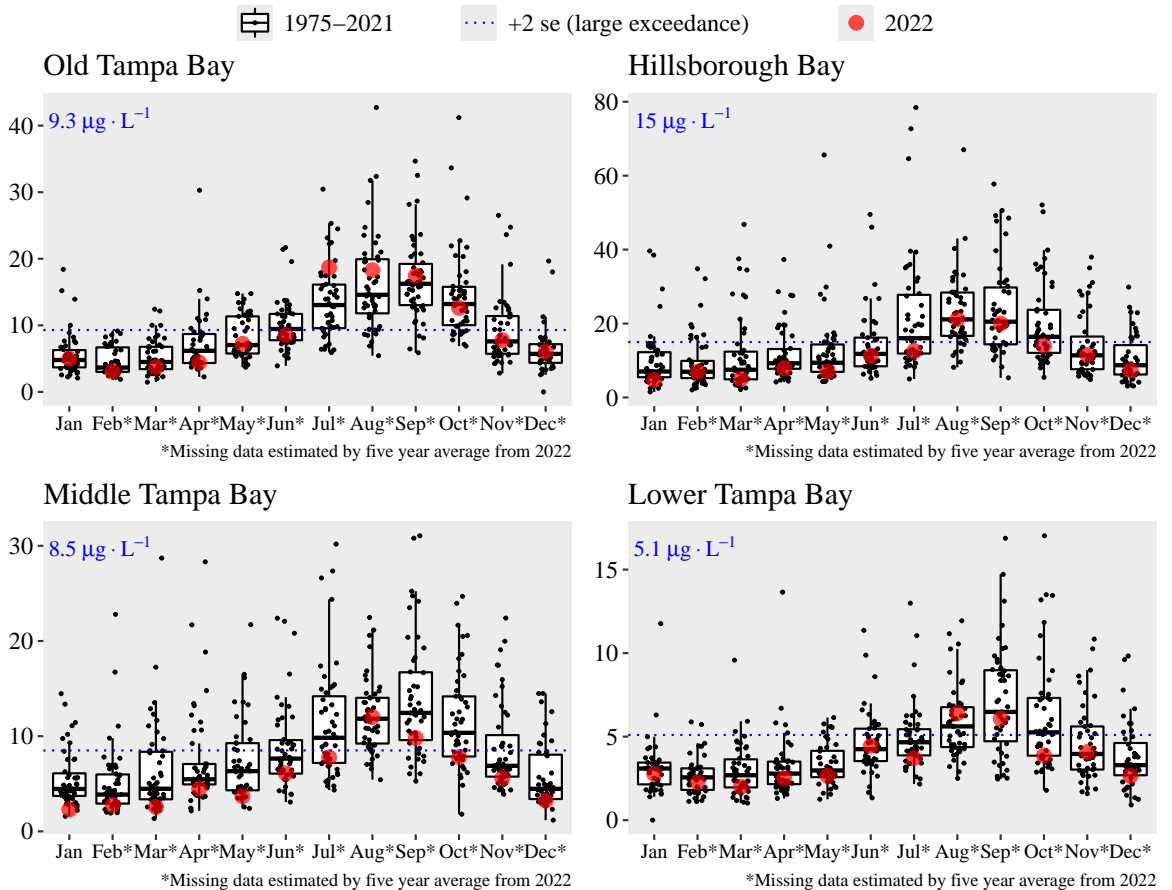 1975–2021 +2 se (large exceedance) 2022
Old Tampa Bay
9.3 μg · L⁻¹
40
30
20
10
0
Jan Feb* Mar* Apr* May* Jun* Jul* Aug* Sep* Oct* Nov* Dec*
*Missing data estimated by five year average from 2022
Hillsborough Bay
15 μg · L⁻¹
80
60
40
20
0
Jan Feb* Mar* Apr* May* Jun* Jul* Aug* Sep* Oct* Nov* Dec*
*Missing data estimated by five year average from 2022
Middle Tampa Bay
8.5 μg · L⁻¹
30
20
10
0
Jan Feb* Mar* Apr* May* Jun* Jul* Aug* Sep* Oct* Nov* Dec*
*Missing data estimated by five year average from 2022
Lower Tampa Bay
5.1 μg · L⁻¹
15
10
5
0
Jan Feb* Mar* Apr* May* Jun* Jul* Aug* Sep* Oct* Nov* Dec*
*Missing data estimated by five year average from 2022